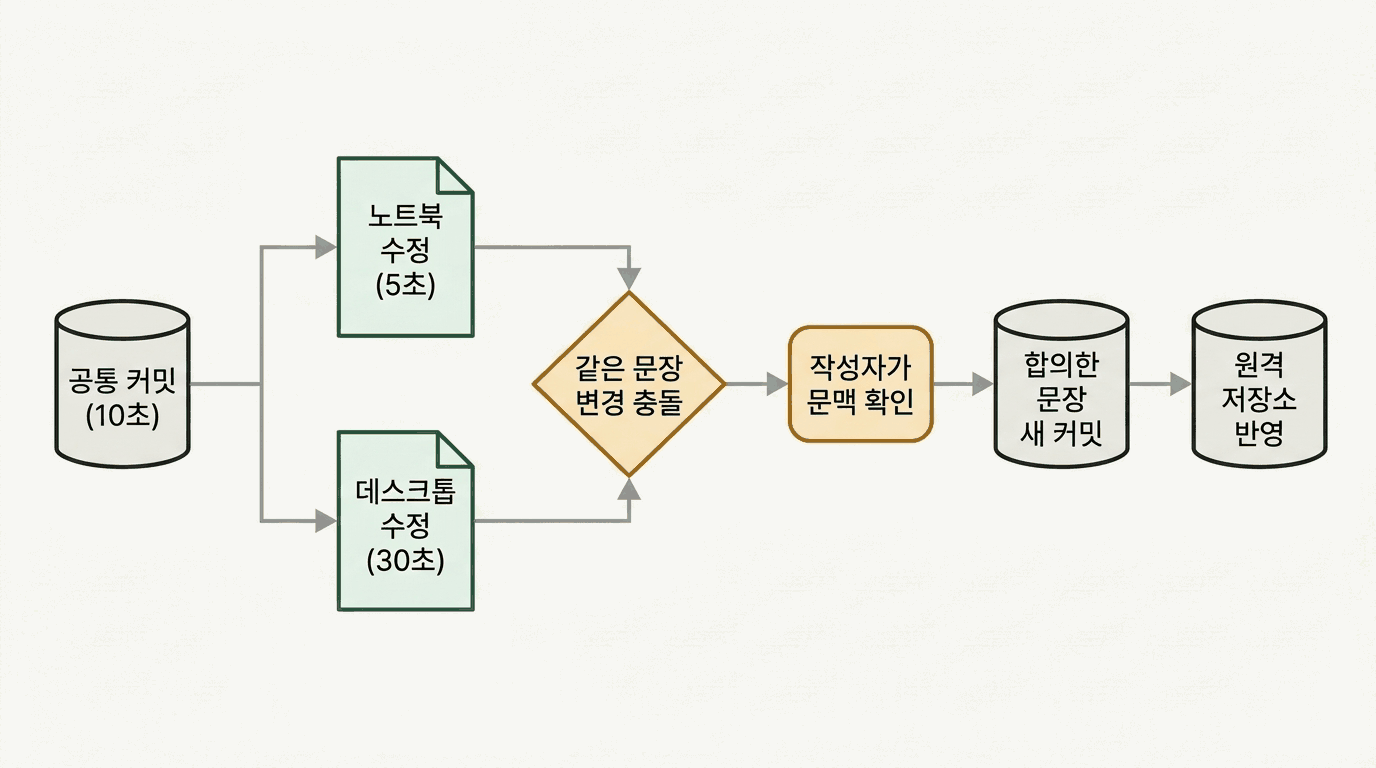 공통 커밋
(10초)
노트북
수정
(5초)
데스크톱
수정
(30초)
같은 문장
변경 충돌
작성자가
문맥 확인
합의한
문장
새 커밋
원격
저장소
반영